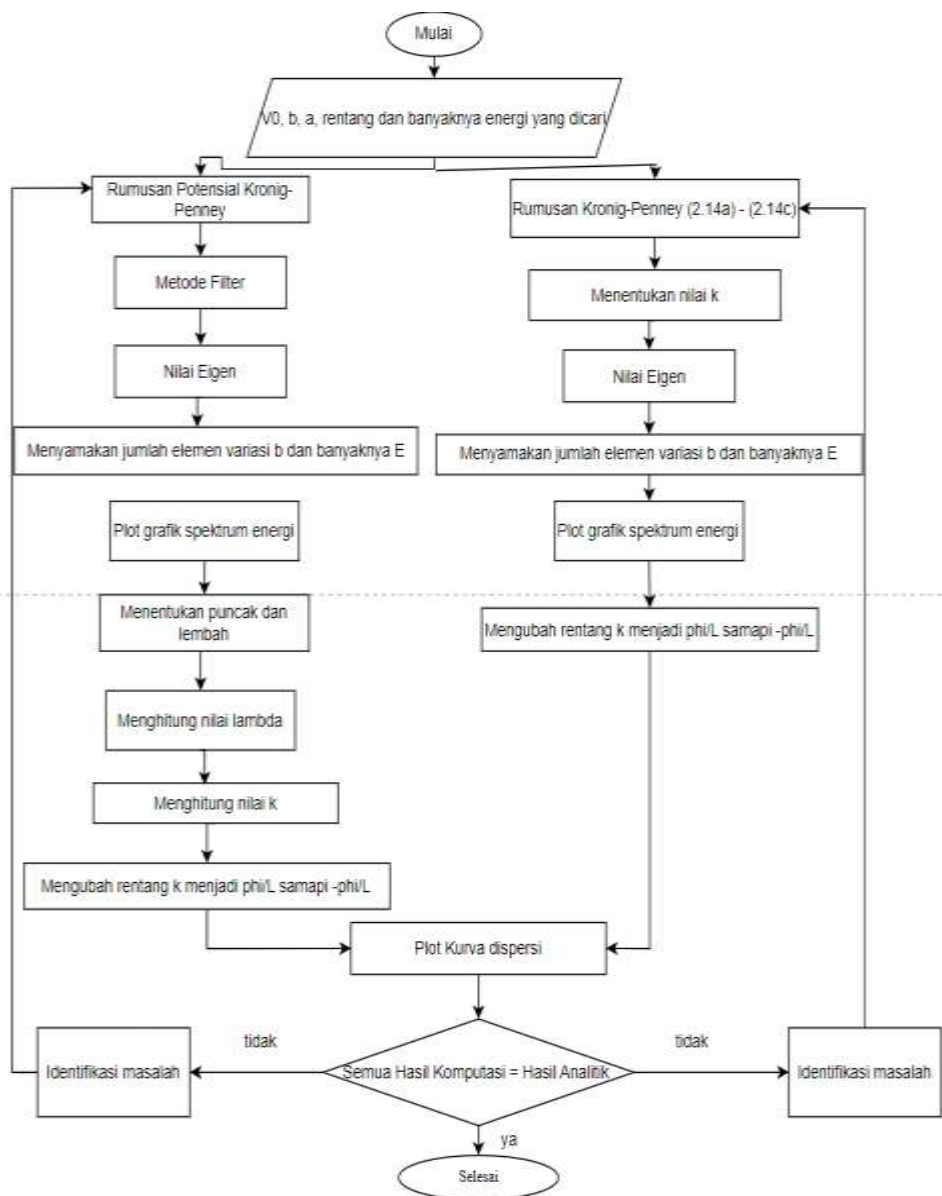 Mulai
V0, b, a, rentang dan banyaknya energi yang dicari
Rumusan Potensial Kronig-
Penney
Rumusan Kronig-Penney (2.14a) - (2.14c)
Metode Filter
Menentukan nilai k
Nilai Eigen
Nilai Eigen
Menyamakan jumlah elemen variasi b dan banyaknya E
Menyamakan jumlah elemen variasi b dan banyaknya E
Plot grafik spektrum energi
Plot grafik spektrum energi
Menentukan puncak dan
lembah
Mengubah rentang k menjadi phi/L samapi -phi/L
Menghitung nilai lambda
Menghitung nilai k
Mengubah rentang k menjadi phi/L samapi -phi/L
Plot Kurva dispersi
tidak
tidak
Identifikasi masalah
Semua Hasil Komputasi = Hasil Analitik
Identifikasi masalah
ya
Selesai